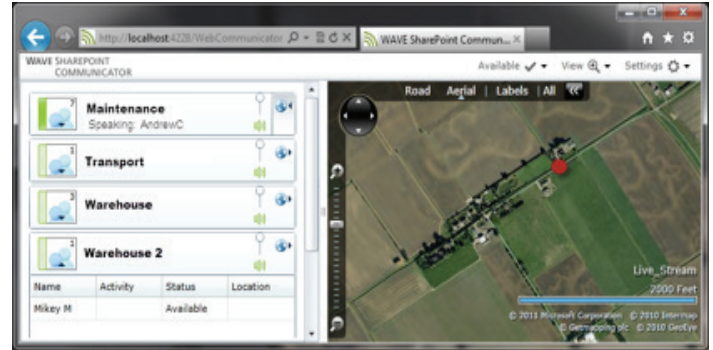 http://localhost:4228/WebCommunicator
WAVE SharePoint Commun...
WAVE SHAREPOINT
COMMUNICATOR
Available
View
Settings
7
Maintenance
Speaking: AndrewC
1
Transport
3
Warehouse
1
Warehouse 2
Name Activity Status Location
Mikey M Available
Road Aerial | Labels | All
Live_Stream
2000 Feet
© 2011 Microsoft Corporation © 2010 Intermap
© Getmapping plc © 2010 GeoEye